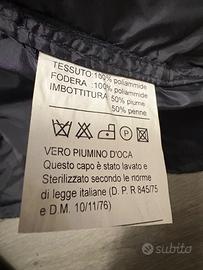 TESSUTO:100% poliammide
FODERA :100% poliammide
IMBOTTITURA 50% piume
50% penne
P
VERO PIUMINO D'OCA
Questo capo è stato lavato e
Sterilizzato secondo le norme
di legge italiane (D. P. R 845/75
e D.M. 10/11/76)
subito